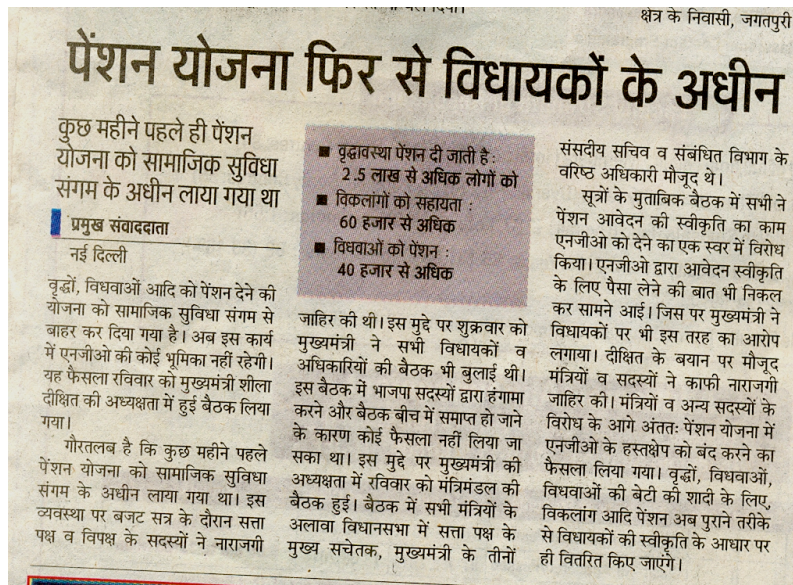 क्षेत्र के निवासी, जगतपुरी
पेंशन योजना फिर से विधायकों के अधीन
कुछ महीने पहले ही पेंशन
योजना को सामाजिक सुविधा
संगम के अधीन लाया गया था
प्रमुख संवाददाता
नई दिल्ली
वृद्धों, विधवाओं आदि को पेंशन देने की
योजना को सामाजिक सुविधा संगम से
बाहर कर दिया गया है। अब इस कार्य
में एनजीओ की कोई भूमिका नहीं रहेगी।
यह फैसला रविवार को मुख्यमंत्री शीला
दीक्षित की अध्यक्षता में हुई बैठक लिया
गया।
गौरतलब है कि कुछ महीने पहले
पेंशन योजना को सामाजिक सुविधा
संगम के अधीन लाया गया था। इस
व्यवस्था पर बजट सत्र के दौरान सत्ता
पक्ष व विपक्ष के सदस्यों ने नाराजगी
■ वृद्धावस्था पेंशन दी जाती है :
2.5 लाख से अधिक लोगों को
■ विकलांगों को सहायता :
60 हजार से अधिक
■ विधवाओं को पेंशन :
40 हजार से अधिक
जाहिर की थी। इस मुद्दे पर शुक्रवार को
मुख्यमंत्री ने सभी विधायकों व
अधिकारियों की बैठक भी बुलाई थी।
इस बैठक में भाजपा सदस्यों द्वारा हंगामा
करने और बैठक बीच में समाप्त हो जाने
के कारण कोई फैसला नहीं लिया जा
सका था। इस मुद्दे पर मुख्यमंत्री की
अध्यक्षता में रविवार को मंत्रिमंडल की
बैठक हुई। बैठक में सभी मंत्रियों के
अलावा विधानसभा में सत्ता पक्ष के
मुख्य सचेतक, मुख्यमंत्री के तीनों
संसदीय सचिव व संबंधित विभाग के
वरिष्ठ अधिकारी मौजूद थे।
सूत्रों के मुताबिक बैठक में सभी ने
पेंशन आवेदन की स्वीकृति का काम
एनजीओ को देने का एक स्वर में विरोध
किया। एनजीओ द्वारा आवेदन स्वीकृति
के लिए पैसा लेने की बात भी निकल
कर सामने आई। जिस पर मुख्यमंत्री ने
विधायकों पर भी इस तरह का आरोप
लगाया। दीक्षित के बयान पर मौजूद
मंत्रियों व सदस्यों ने काफी नाराजगी
जाहिर की। मंत्रियों व अन्य सदस्यों के
विरोध के आगे अंततः पेंशन योजना में
एनजीओ के हस्तक्षेप को बंद करने का
फैसला लिया गया। वृद्धों, विधवाओं,
विधवाओं की बेटी की शादी के लिए,
विकलांग आदि पेंशन अब पुराने तरीके
से विधायकों की स्वीकृति के आधार पर
ही वितरित किए जाएंगे।